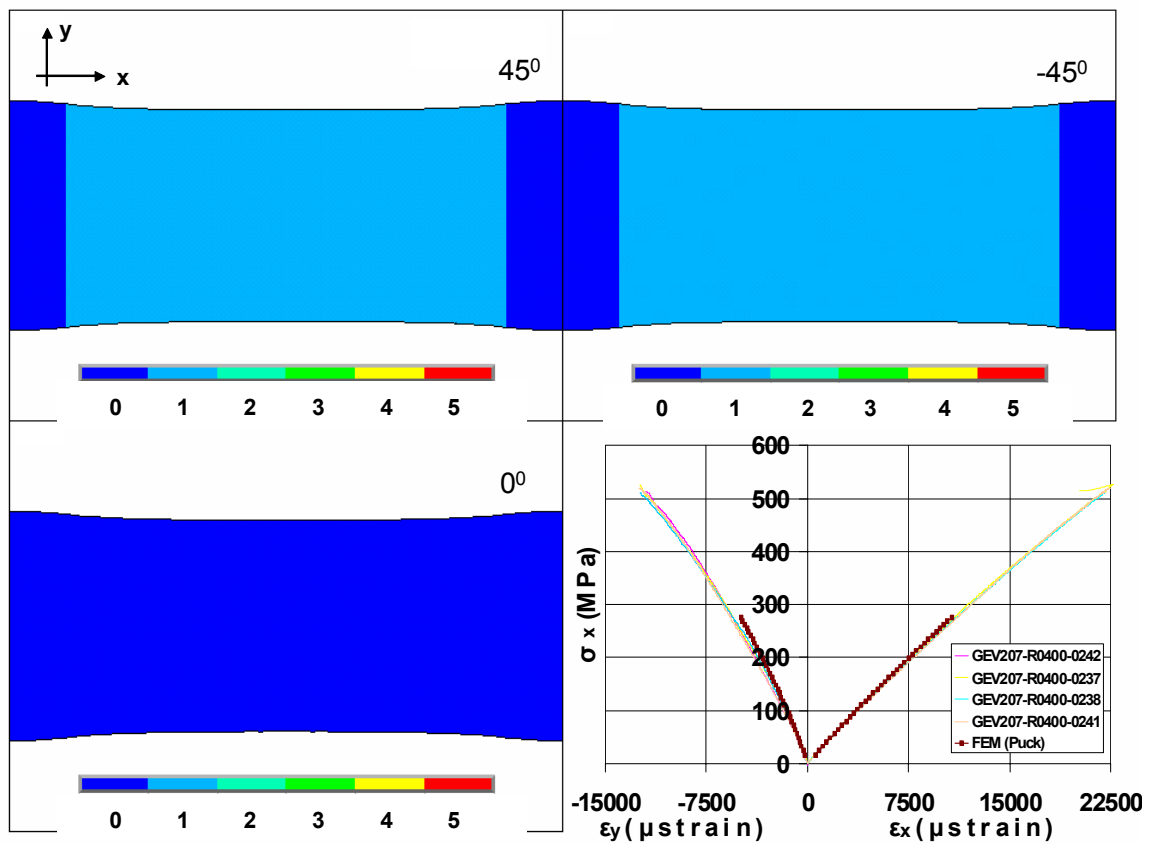 y
x
45⁰
-45⁰
0 1 2 3 4 5
0 1 2 3 4 5
0⁰
0 1 2 3 4 5
600
500
400
300
200
100
0
σx (MPa)
GEV207-R0400-0242
GEV207-R0400-0237
GEV207-R0400-0238
GEV207-R0400-0241
FEM (Puck)
-15000 -7500 0 7500 15000 22500
εy (μstrain) εx (μstrain)